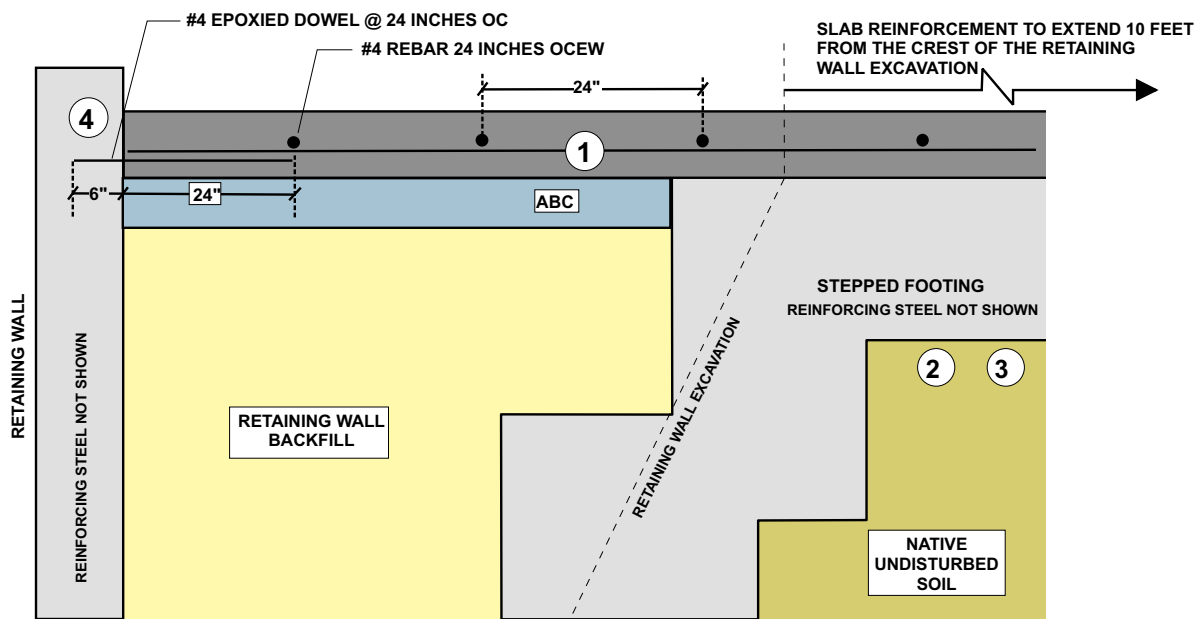 #4 EPOXIED DOWEL @ 24 INCHES OC
#4 REBAR 24 INCHES OCEW
SLAB REINFORCEMENT TO EXTEND 10 FEET
FROM THE CREST OF THE RETAINING
WALL EXCAVATION
24"
4
1
6"
24"
ABC
RETAINING WALL
REINFORCING STEEL NOT SHOWN
RETAINING WALL
BACKFILL
RETAINING WALL EXCAVATION
STEPPED FOOTING
REINFORCING STEEL NOT SHOWN
2
3
NATIVE
UNDISTURBED
SOIL